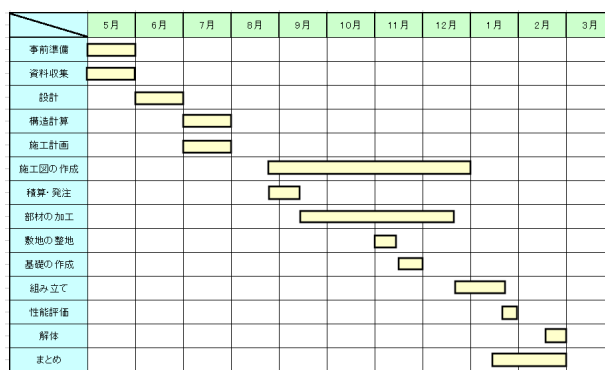 5月 6月 7月 8月 9月 10月 11月 12月 1月 2月 3月
事前準備
資料収集
設計
構造計算
施工計画
施工図の作成
積算・発注
部材の加工
敷地の整地
基礎の作成
組み立て
性能評価
解体
まとめ